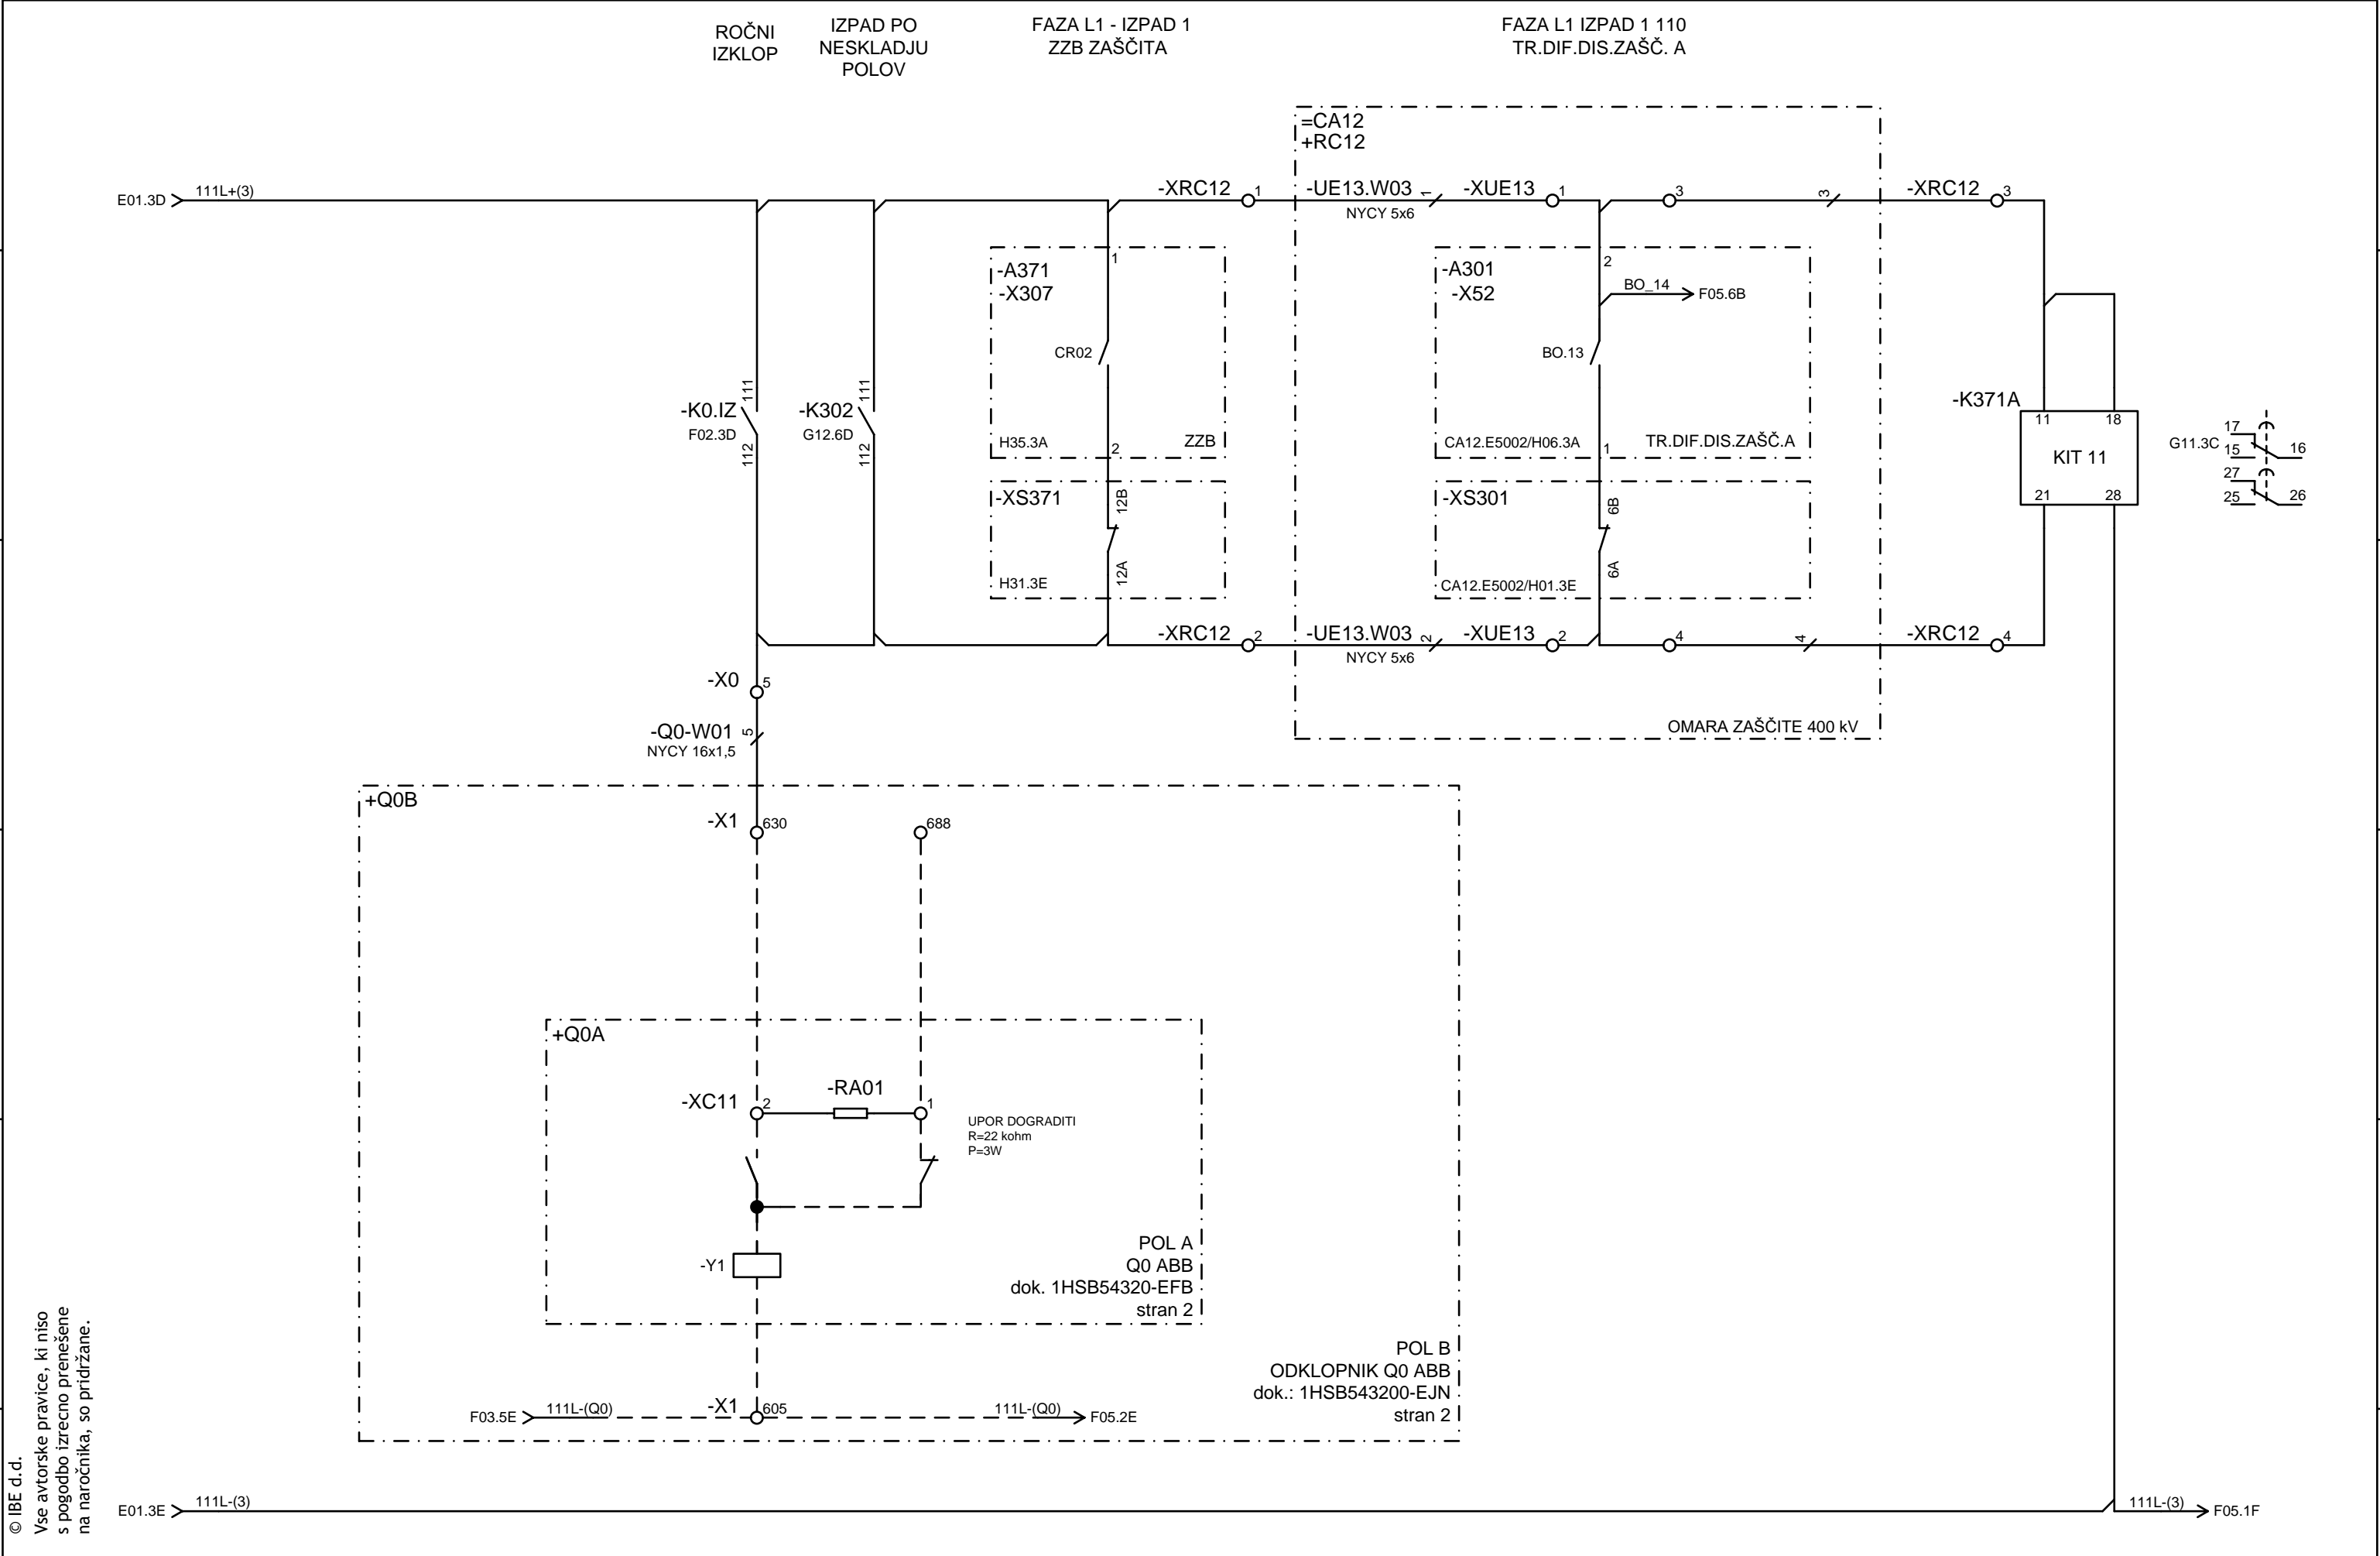 ROČNI
IZKLOP
IZPAD PO
NESKLADJU
POLOV
FAZA L1 - IZPAD 1
ZZB ZAŠČITA
FAZA L1 IZPAD 1 110
TR.DIF.DIS.ZAŠČ. A
=CA12
+RC12
E01.3D
111L+(3)
-XRC12
1
-UE13.W03
1
NYCY 5x6
-XUE13
1
3
3
-XRC12
3
-A371
-X307
1
CR02
H35.3A
2
ZZB
-XS371
12B
12A
H31.3E
-A301
-X52
2
BO_14
F05.6B
BO.13
CA12.E5002/H06.3A
1
TR.DIF.DIS.ZAŠČ.A
-XS301
6B
6A
CA12.E5002/H01.3E
-K0.IZ
F02.3D
111
112
-K302
G12.6D
111
112
-K371A
11
18
KIT 11
21
28
G11.3C
17
15
16
27
25
26
-XRC12
2
-UE13.W03
2
NYCY 5x6
-XUE13
2
4
4
-XRC12
4
OMARA ZAŠČITE 400 kV
-X0
5
-Q0-W01
5
NYCY 16x1,5
+Q0B
-X1
630
688
+Q0A
-XC11
2
-RA01
1
UPOR DOGRADITI
R=22 kohm
P=3W
-Y1
POL A
Q0 ABB
dok. 1HSB54320-EFB
stran 2
POL B
ODKLOPNIK Q0 ABB
dok.: 1HSB543200-EJN
stran 2
F03.5E
111L-(Q0)
-X1
605
111L-(Q0)
F05.2E
E01.3E
111L-(3)
111L-(3)
F05.1F
© IBE d.d.
Vse avtorske pravice, ki niso
s pogodbo izrecno prenešene
na naročnika, so pridržane.